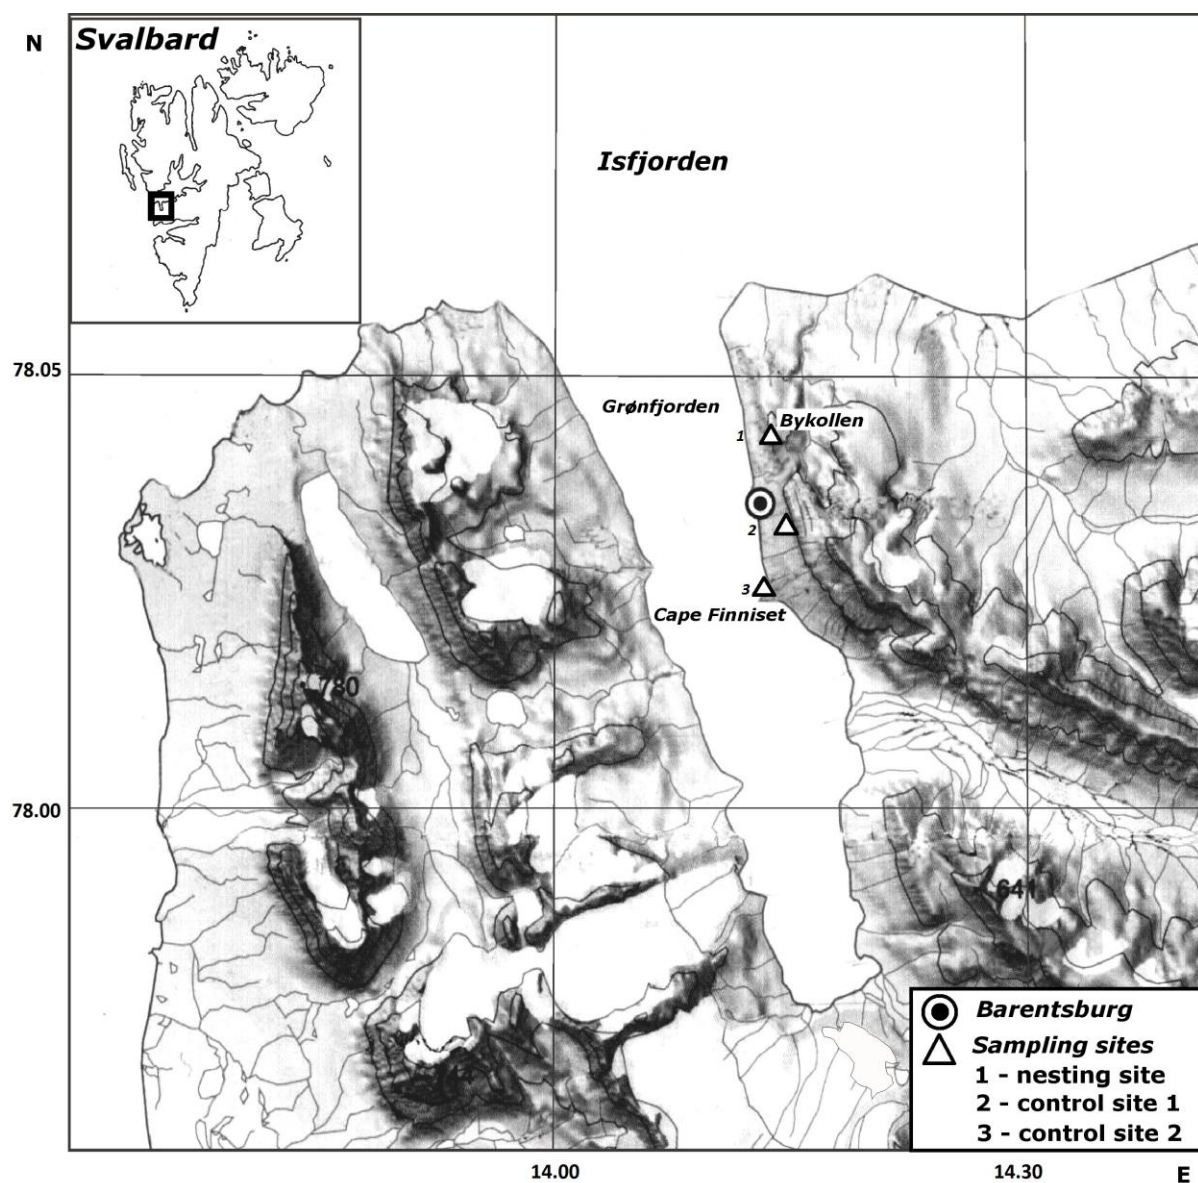 N
Svalbard
Isfjorden
78.05
Grønfjorden
1
Bykollen
2
3
Cape Finniset
780
78.00
641
Barentsburg
Sampling sites
1 - nesting site
2 - control site 1
3 - control site 2
14.00
14.30
E